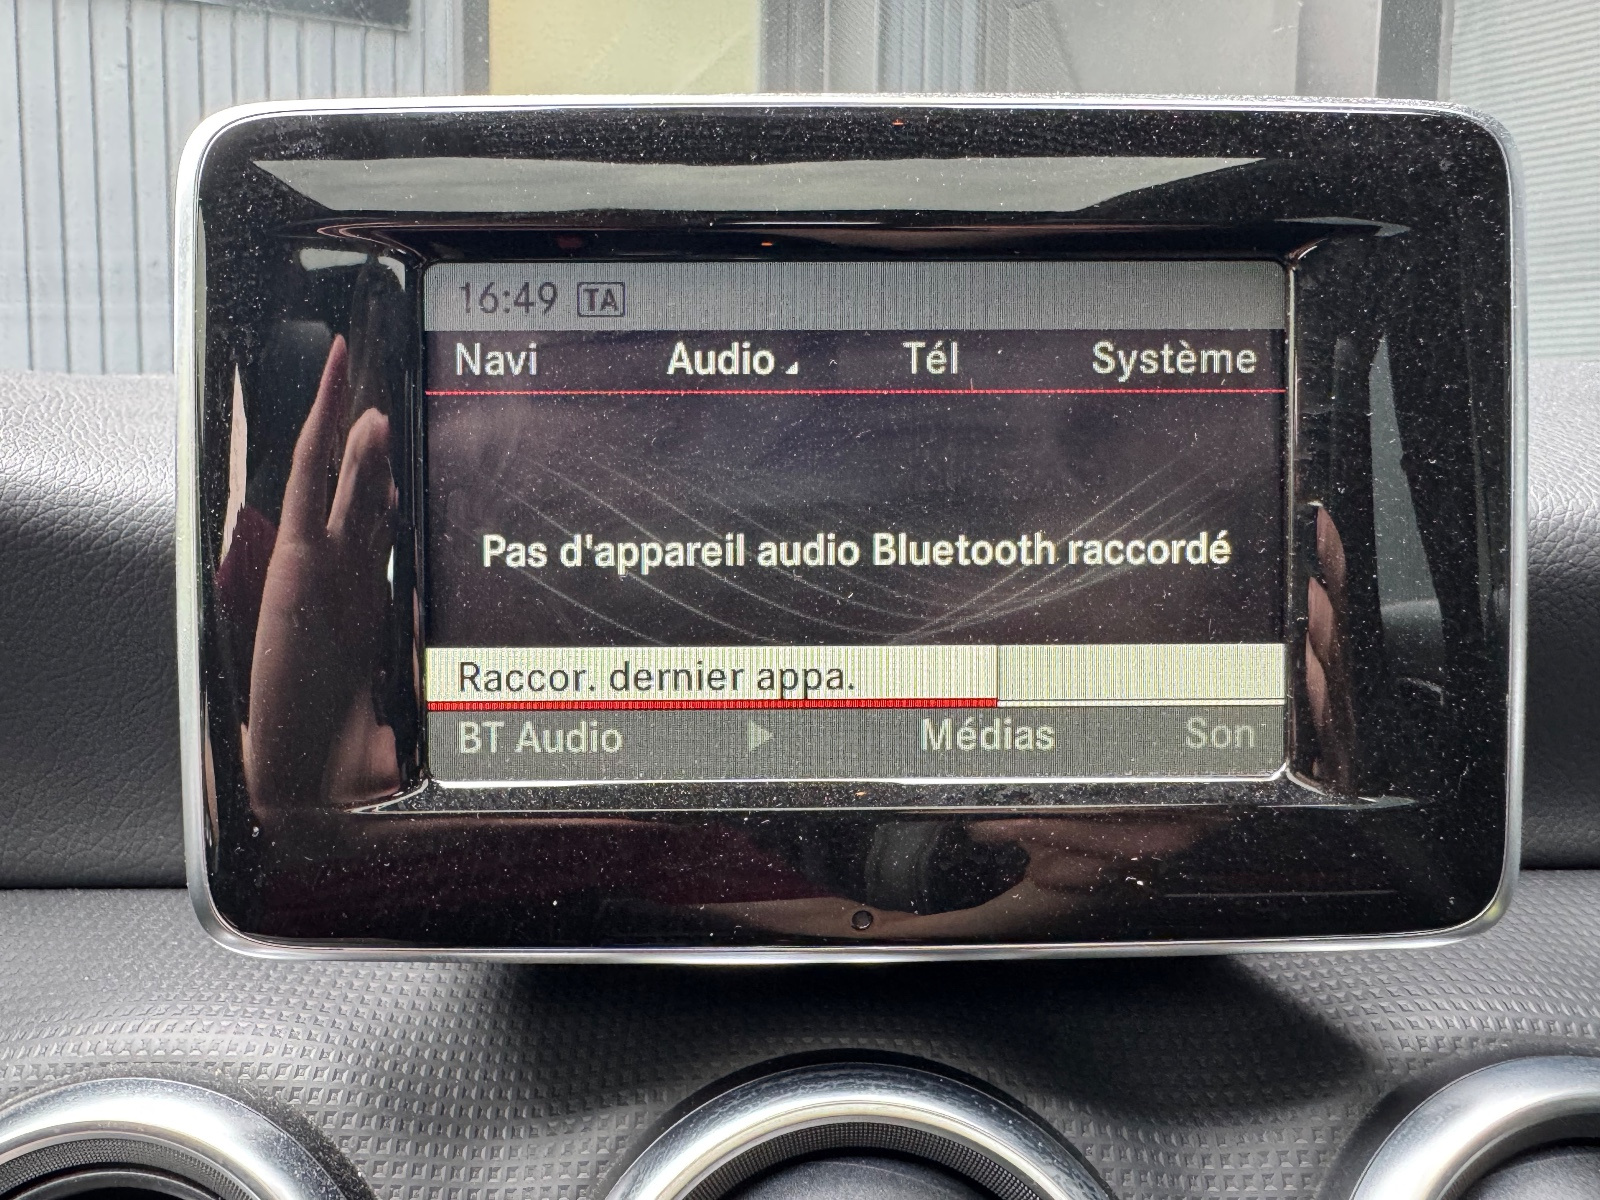 16:49 TA
Navi Audio Tél Système
Pas d'appareil audio Bluetooth raccordé
Raccor. dernier appa.
BT Audio Médias Son